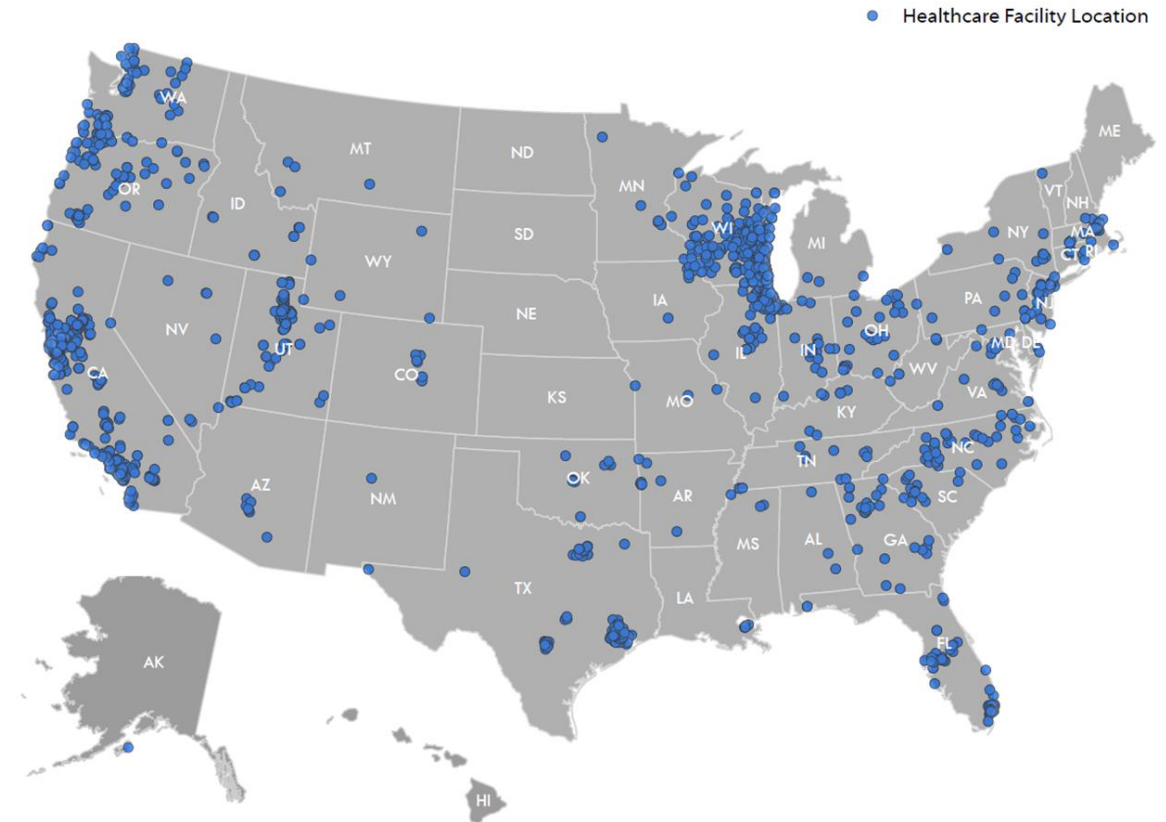 Healthcare Facility Location
WA
MT
ND
MN
ME
OR
ID
SD
WI
MI
VT
NH
NY
MA
CT
RI
WY
NE
IA
PA
NJ
NV
UT
CO
KS
MO
IL
IN
OH
MD
DE
WV
VA
KY
CA
AZ
NM
OK
AR
TN
NC
SC
MS
AL
GA
TX
LA
FL
AK
HI